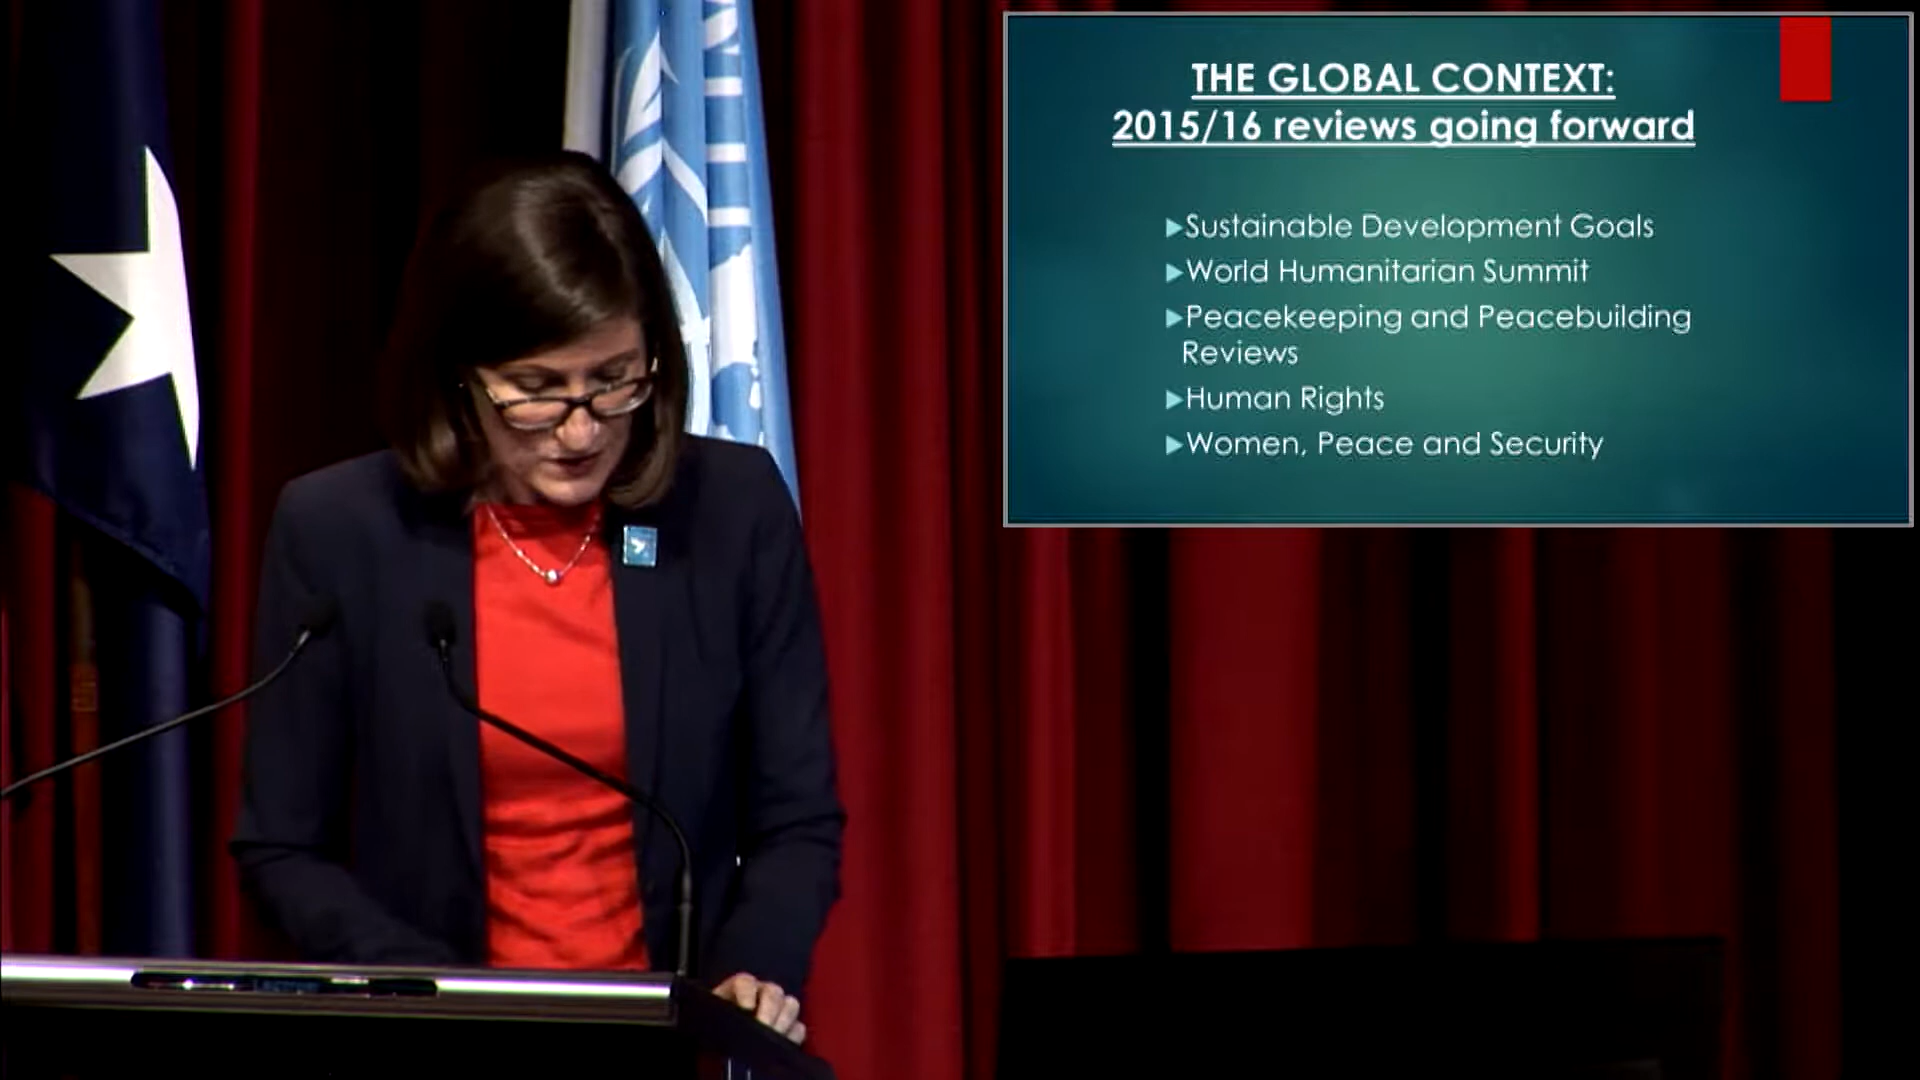 THE GLOBAL CONTEXT:
2015/16 reviews going forward
▶Sustainable Development Goals
▶World Humanitarian Summit
▶Peacekeeping and Peacebuilding
Reviews
▶Human Rights
▶Women, Peace and Security